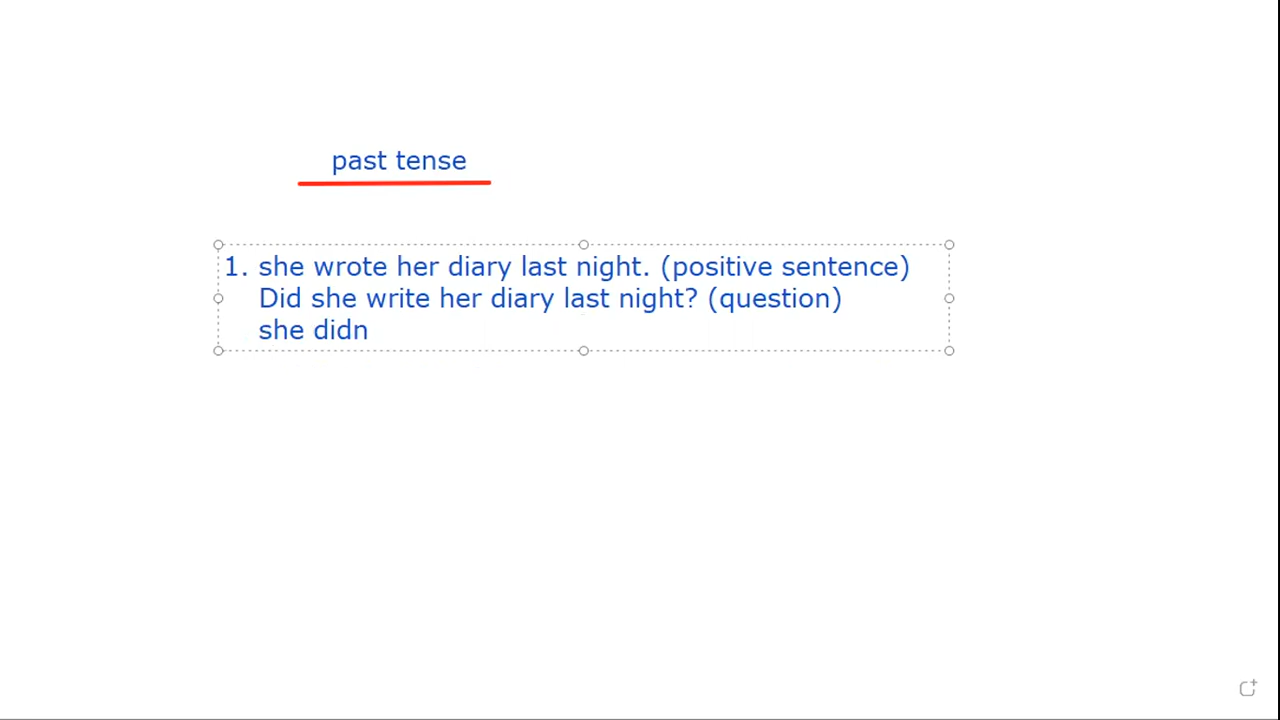 past tense
1. she wrote her diary last night. (positive sentence)
Did she write her diary last night? (question)
she didn